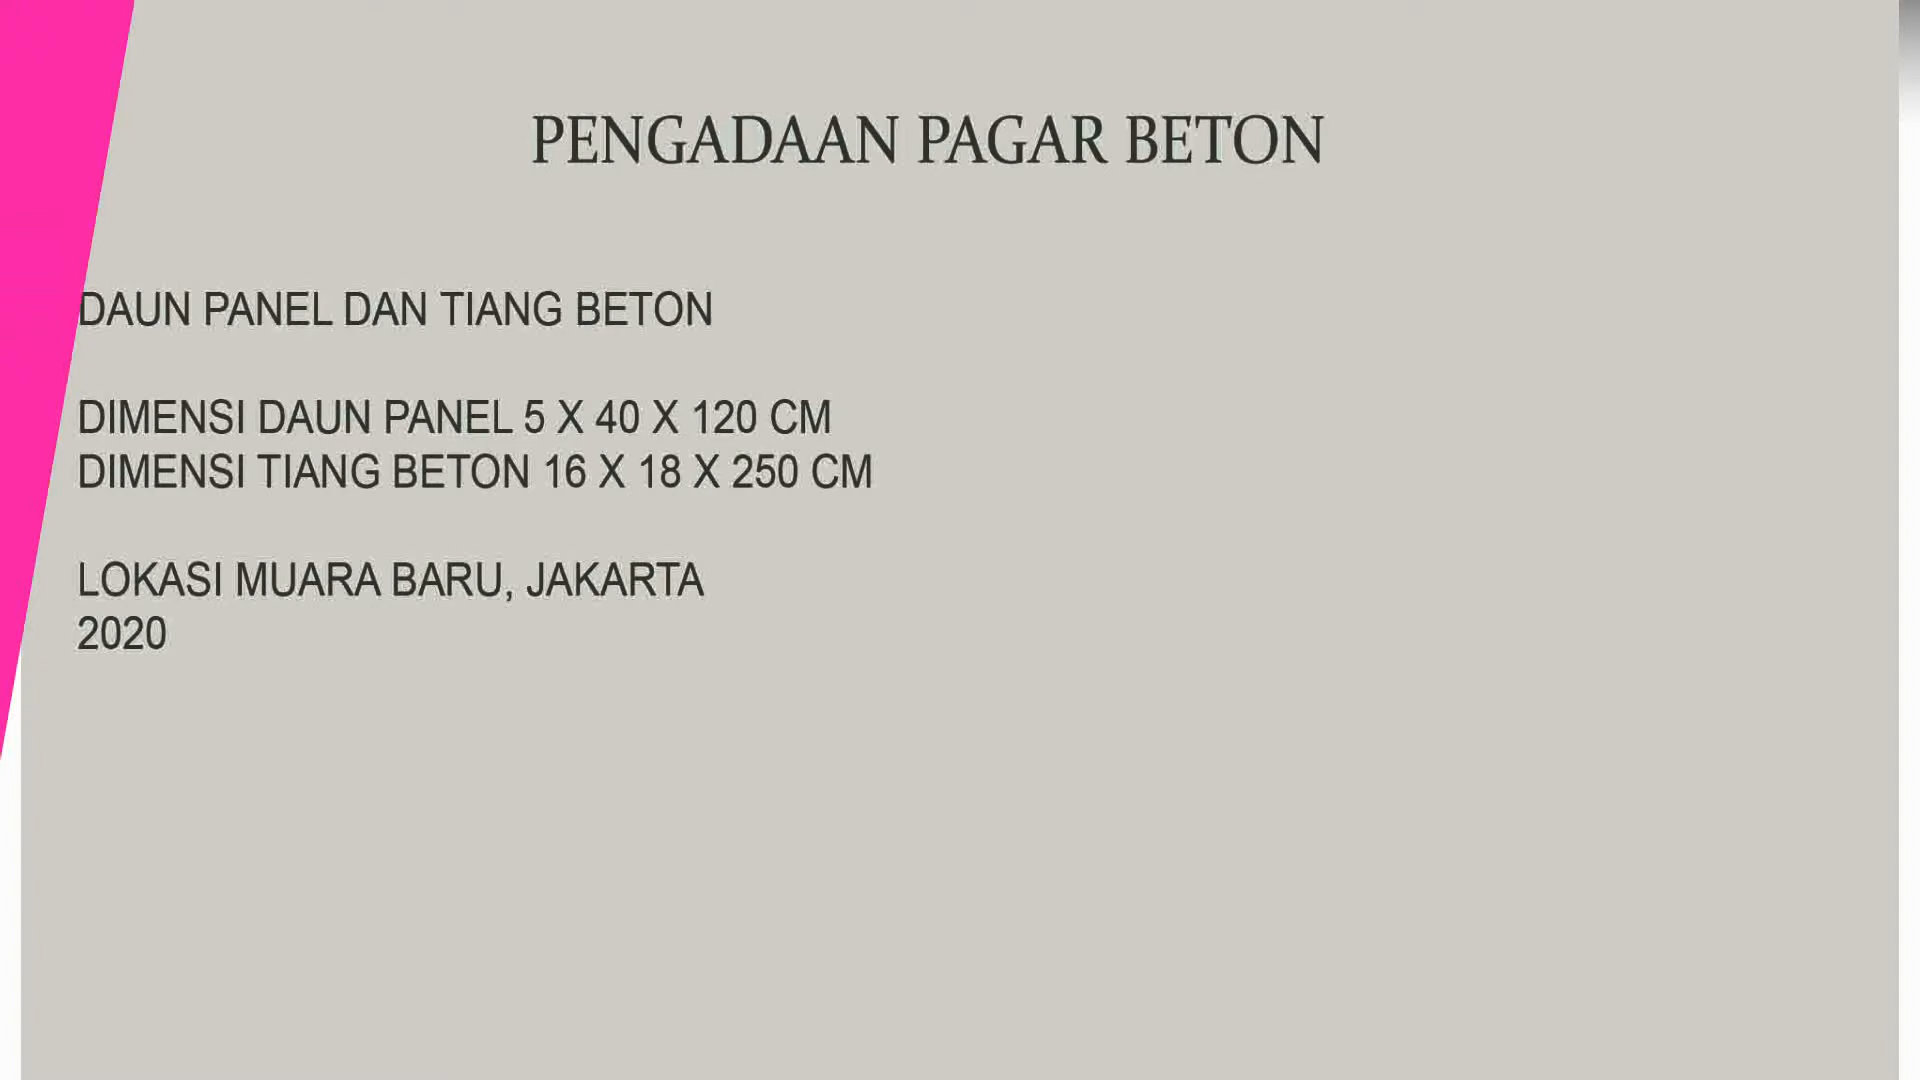 PENGADAAN PAGAR BETON
DAUN PANEL DAN TIANG BETON
DIMENSI DAUN PANEL 5 X 40 X 120 CM
DIMENSI TIANG BETON 16 X 18 X 250 CM
LOKASI MUARA BARU, JAKARTA
2020